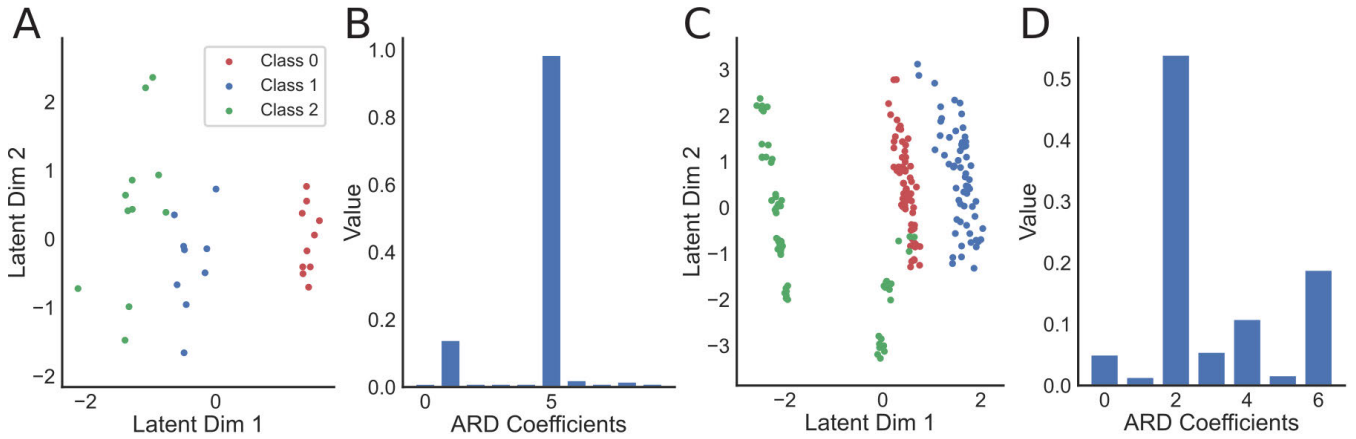 A
2
1
0
−1
−2
Latent Dim 2
−2 0
Latent Dim 1
Class 0
Class 1
Class 2
B
1.0
0.8
0.6
0.4
0.2
0.0
Value
0 5
ARD Coefficients
C
3
2
1
0
−1
−2
−3
Latent Dim 2
−2 0 2
Latent Dim 1
D
0.5
0.4
0.3
0.2
0.1
0.0
Value
0 2 4 6
ARD Coefficients